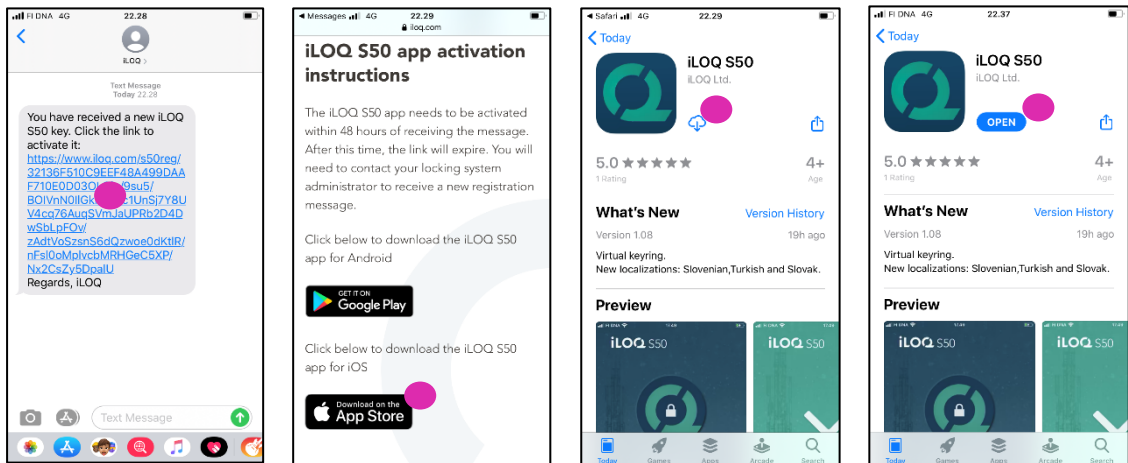 FI DNA 4G 22.28
iLOQ
Text Message
Today 22.28
You have received a new iLOQ
S50 key. Click the link to
activate it:
https://www.iloq.com/s50reg/
32136F510C9EEF48A499DAA
F710E0D03O /9su5/
BOIVnN0IIGk c1UnSj7Y8U
V4cq76AuqSVmJaUPRb2D4D
wSbLpFOv/
zAdtVoSzsnS6dQzwoe0dKtIR/
nFsl0oMpIvcbMRHGeC5XP/
Nx2CsZy5DpaIU
Regards, iLOQ
Text Message
Messages 4G 22.29
iloq.com
iLOQ S50 app activation
instructions
The iLOQ S50 app needs to be activated
within 48 hours of receiving the message.
After this time, the link will expire. You will
need to contact your locking system
administrator to receive a new registration
message.
Click below to download the iLOQ S50
app for Android
GET IT ON
Google Play
Click below to download the iLOQ S50
app for iOS
Download on the
App Store
Safari 4G 22.29
Today
iLOQ S50
iLOQ Ltd.
5.0 4+
1 Rating Age
What's New Version History
Version 1.08 19h ago
Virtual keyring.
New localizations: Slovenian,Turkish and Slovak.
Preview
iLOQ S50 iLOQ S50
Today Games Apps Arcade Search
FI DNA 4G 22.37
Today
iLOQ S50
iLOQ Ltd.
OPEN
5.0 4+
1 Rating Age
What's New Version History
Version 1.08 19h ago
Virtual keyring.
New localizations: Slovenian,Turkish and Slovak.
Preview
iLOQ S50 iLOQ S50
Today Games Apps Arcade Search